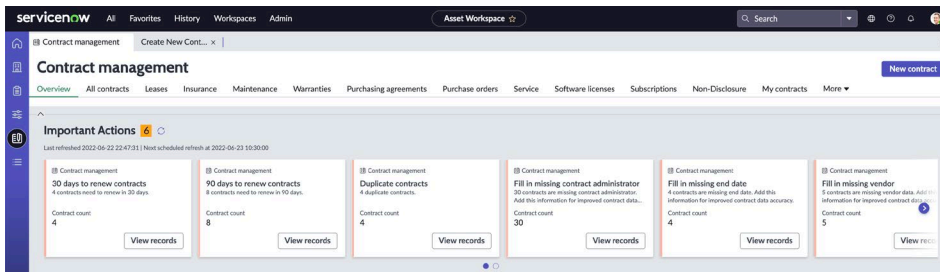 servicenow All Favorites History Workspaces Admin Asset Workspace ☆ Search
Contract management Create New Cont... ×
Contract management New contract
Overview All contracts Leases Insurance Maintenance Warranties Purchasing agreements Purchase orders Service Software licenses Subscriptions Non-Disclosure My contracts More ▾
Important Actions 6
Last refreshed 2022-06-22 22:47:31 | Next scheduled refresh at 2022-06-23 10:30:00
Contract management
30 days to renew contracts
4 contracts need to renew in 30 days.
Contract count
4
View records
Contract management
90 days to renew contracts
8 contracts need to renew in 90 days.
Contract count
8
View records
Contract management
Duplicate contracts
4 duplicate contracts.
Contract count
4
View records
Contract management
Fill in missing contract administrator
30 contracts are missing contract administrator.
Add this information for improved contract data...
Contract count
30
View records
Contract management
Fill in missing end date
4 contracts are missing end date. Add this
information for improved contract data accuracy.
Contract count
4
View records
Contract management
Fill in missing vendor
5 contracts are missing vendor data. Add this
information for improved contract data
Contract count
5
View